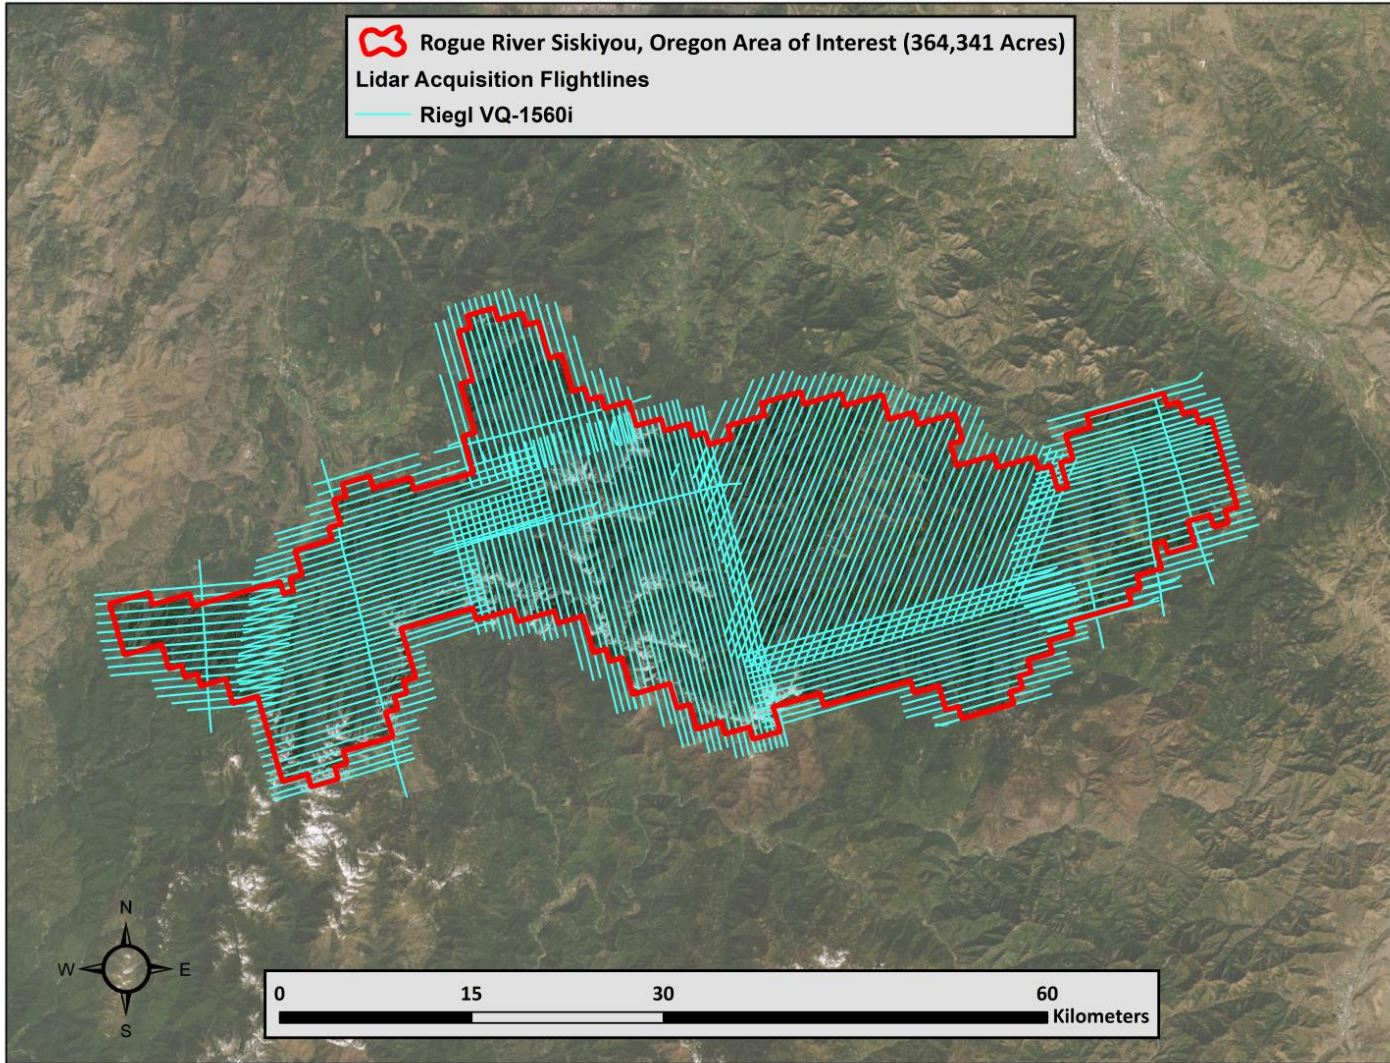 Rogue River Siskiyou, Oregon Area of Interest (364,341 Acres)
Lidar Acquisition Flightlines
Riegl VQ-1560i
N
W E
S
0 15 30 60
Kilometers